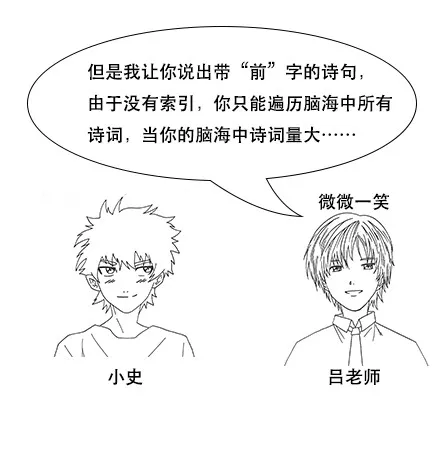 但是我让你说出带“前”字的诗句，
由于没有索引，你只能遍历脑海中所有
诗词，当你的脑海中诗词量大……
微微一笑
小史
吕老师